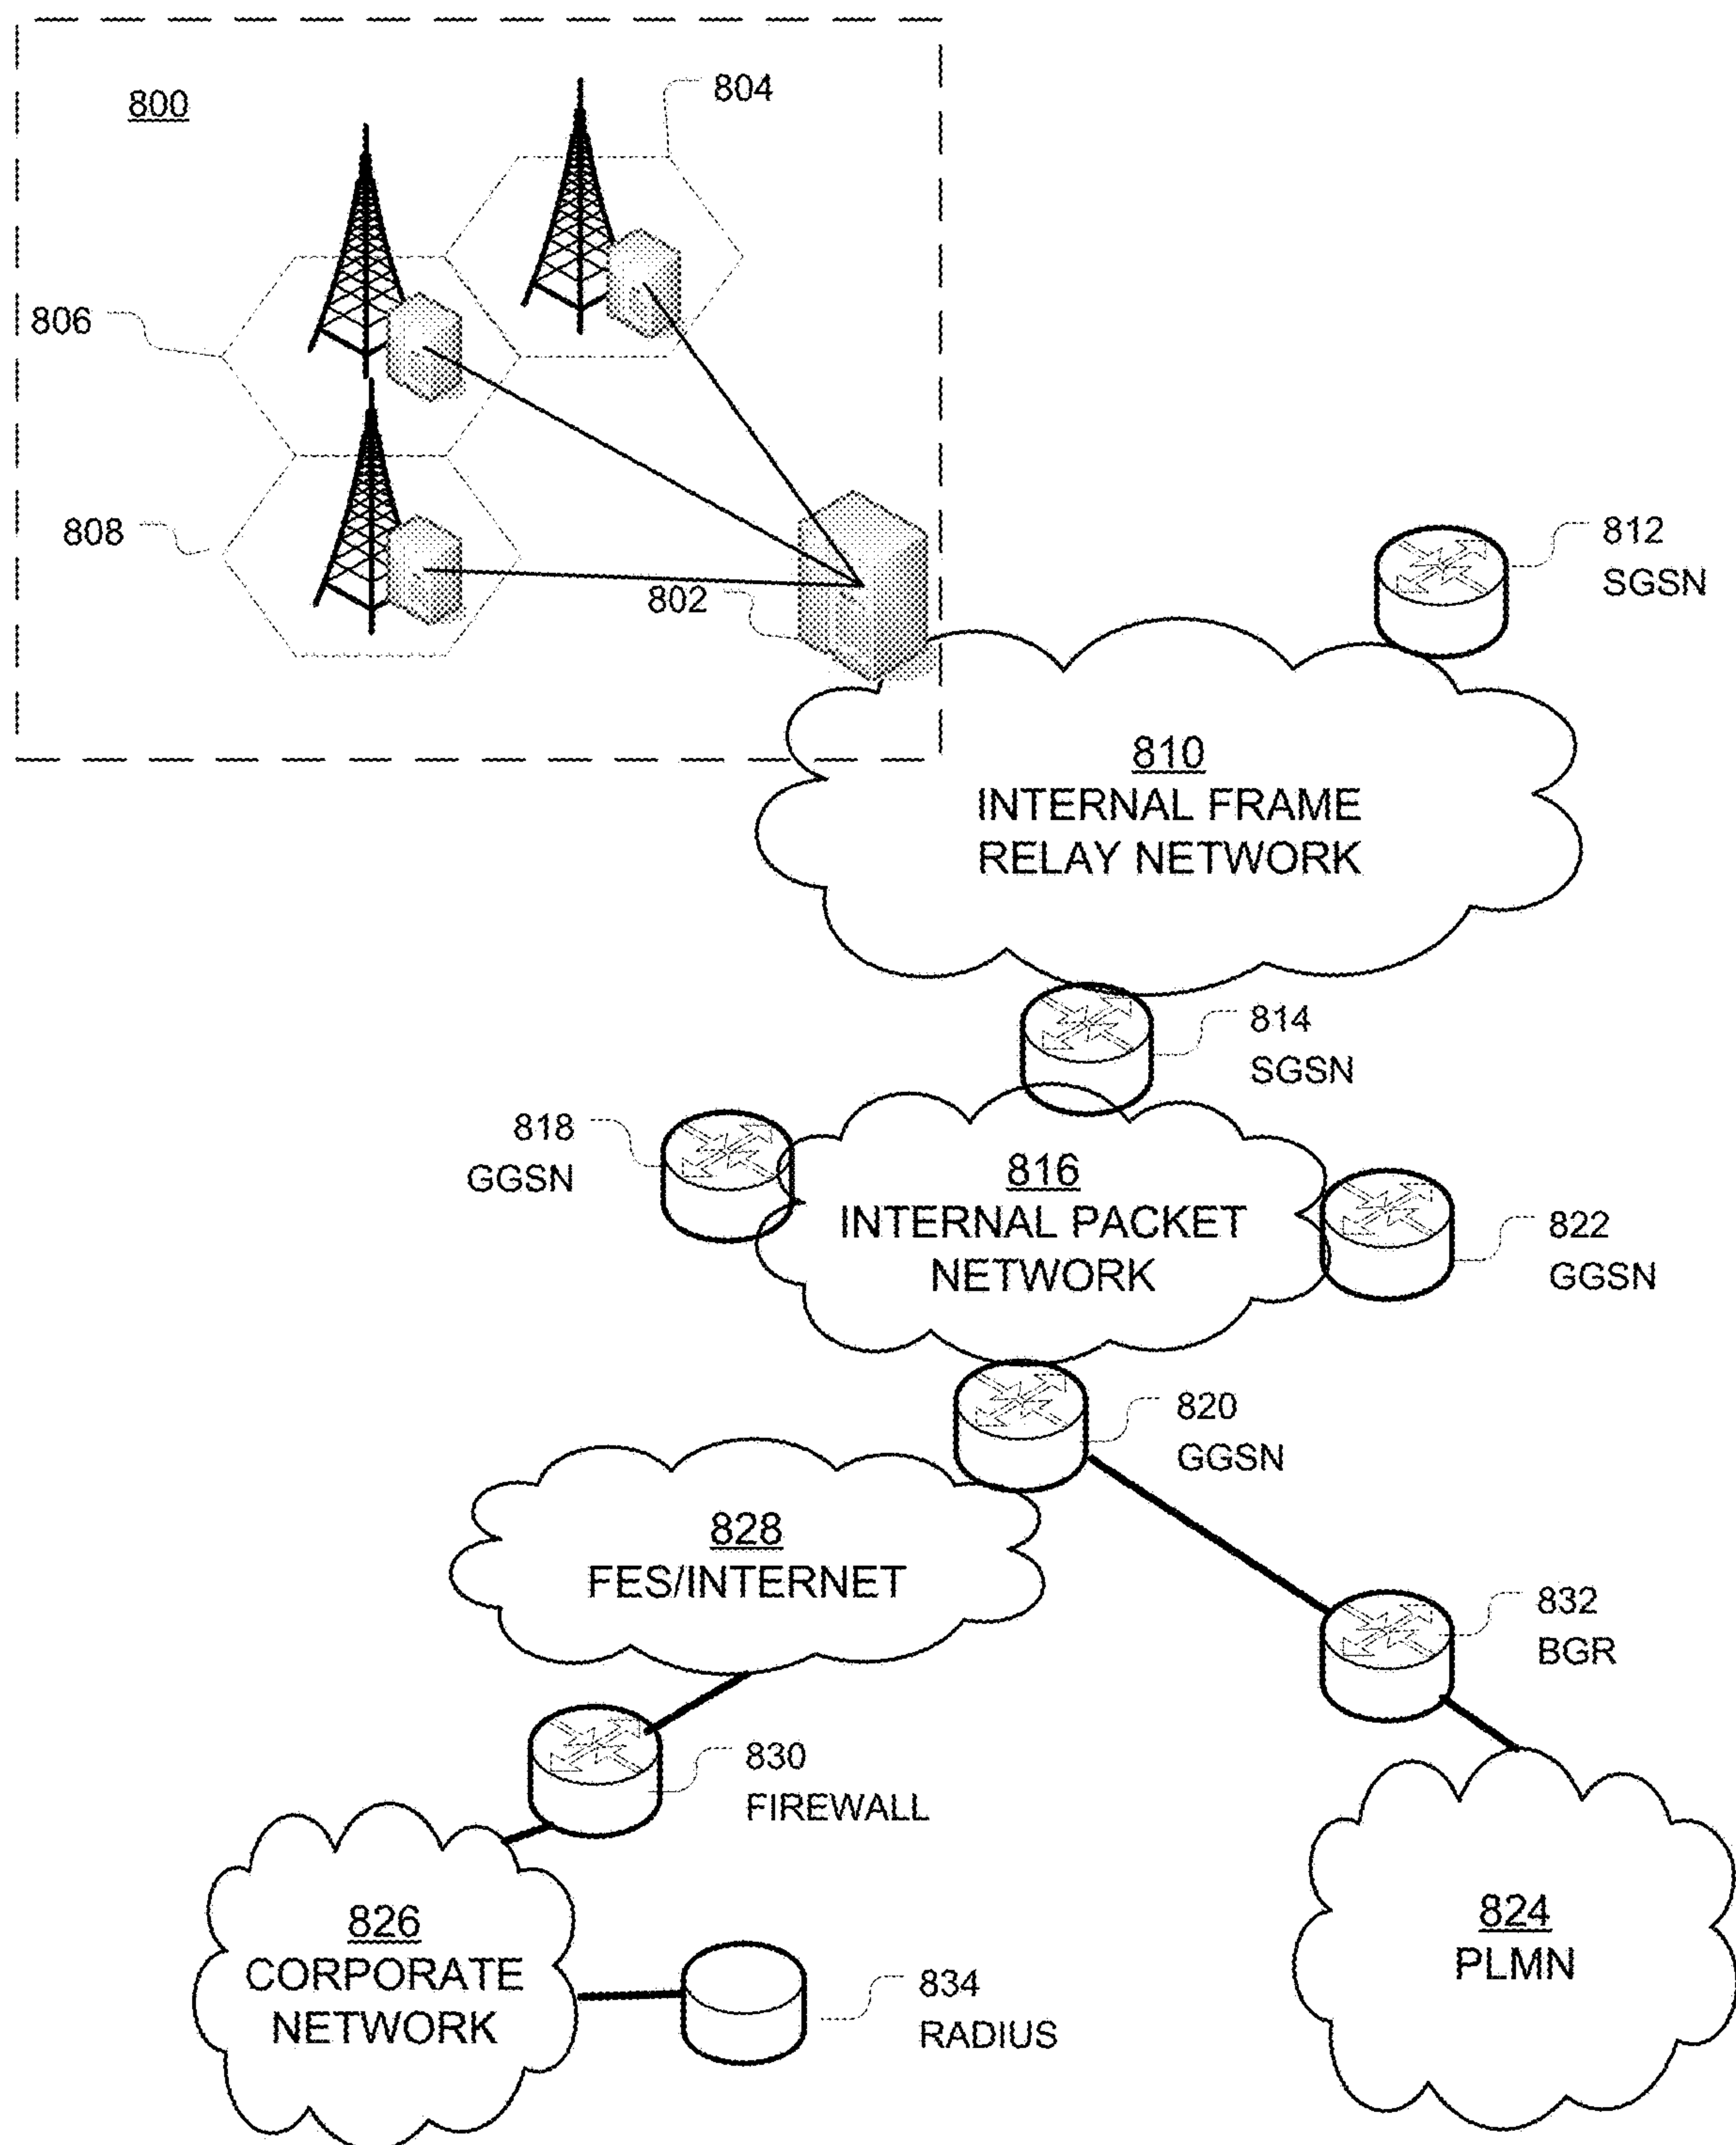 800
804
806
808
802
812
SGSN
810
INTERNAL FRAME
RELAY NETWORK
814
SGSN
818
GGSN
816
INTERNAL PACKET
NETWORK
822
GGSN
820
GGSN
828
FES/INTERNET
832
BGR
830
FIREWALL
826
CORPORATE
NETWORK
824
PLMN
834
RADIUS